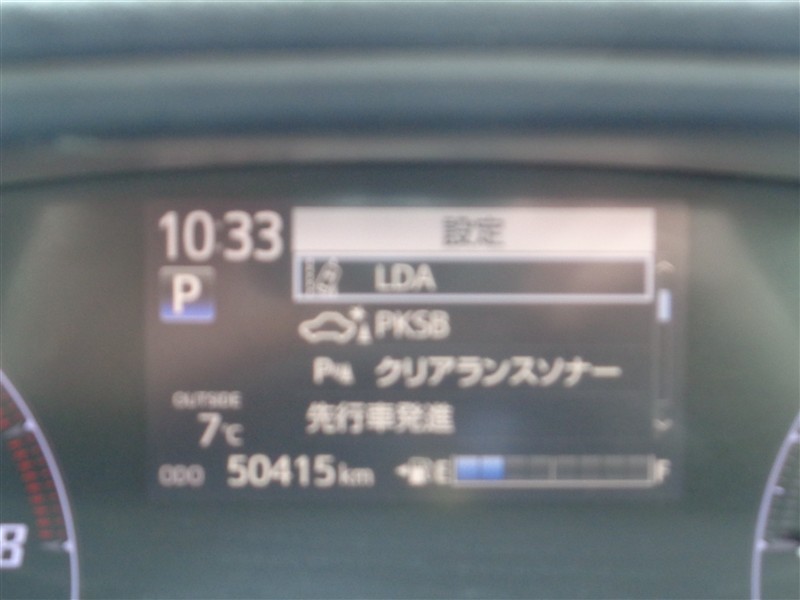 10:33
設定
LDA
P
PKSB
クリアランスソナー
先行車発進
OUTSIDE
7℃
ODO 50415km
E F
8